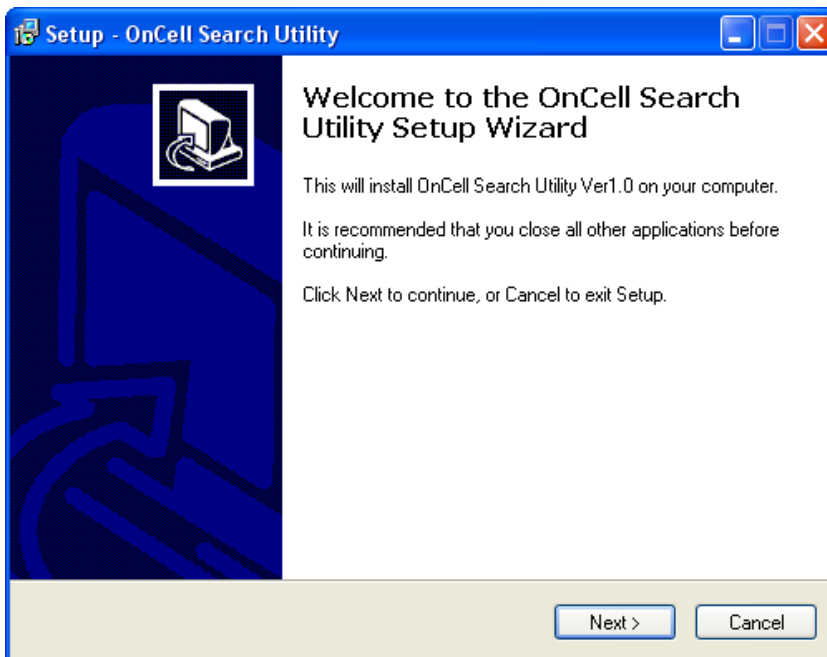 Setup - OnCell Search Utility
Welcome to the OnCell Search
Utility Setup Wizard
This will install OnCell Search Utility Ver1.0 on your computer.
It is recommended that you close all other applications before
continuing.
Click Next to continue, or Cancel to exit Setup.
Next >
Cancel